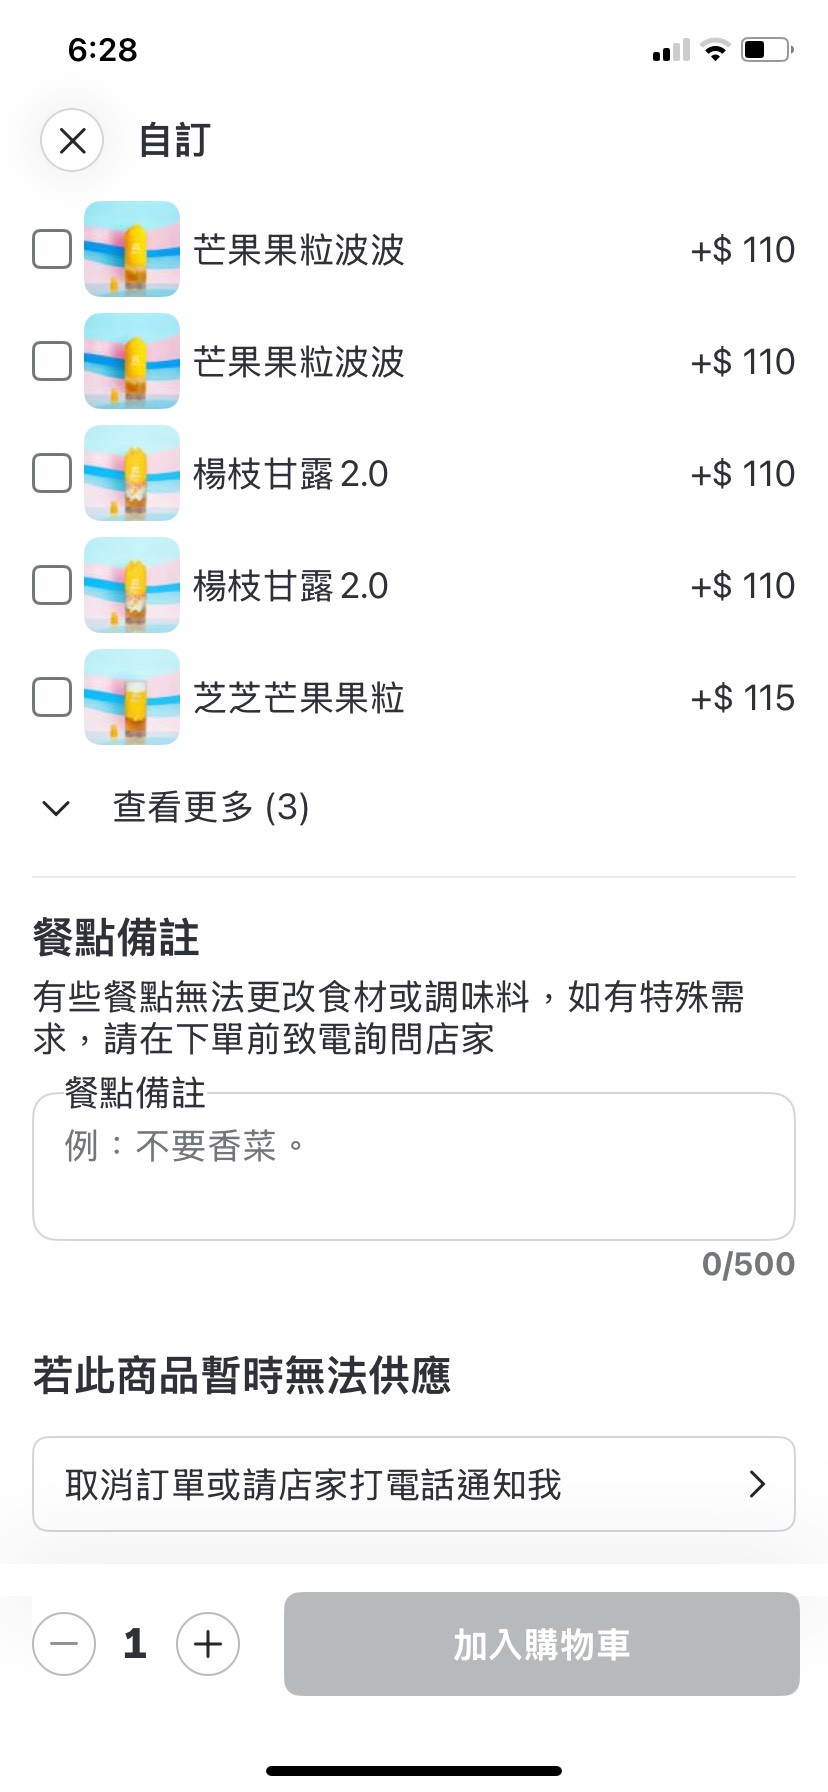 6:28
自訂
芒果果粒波波 +$ 110
芒果果粒波波 +$ 110
楊枝甘露2.0 +$ 110
楊枝甘露2.0 +$ 110
芝芝芒果果粒 +$ 115
查看更多 (3)
餐點備註
有些餐點無法更改食材或調味料，如有特殊需
求，請在下單前致電詢問店家
餐點備註
例：不要香菜。
0/500
若此商品暫時無法供應
取消訂單或請店家打電話通知我
1
加入購物車